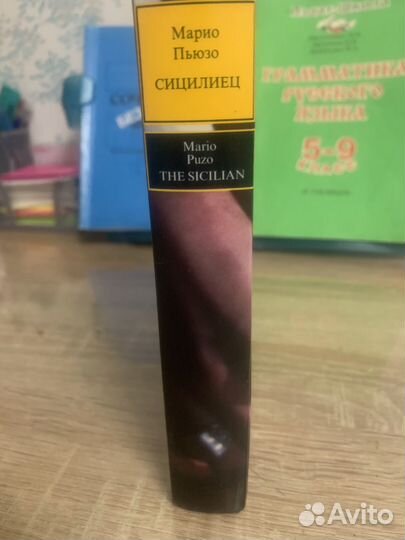 Марио
Пьюзо
СИЦИЛИЕЦ
Mario
Puzo
THE SICILIAN
ГРАММАТИКА
РУССКОГО
ЯЗЫКА
5-9
Avito